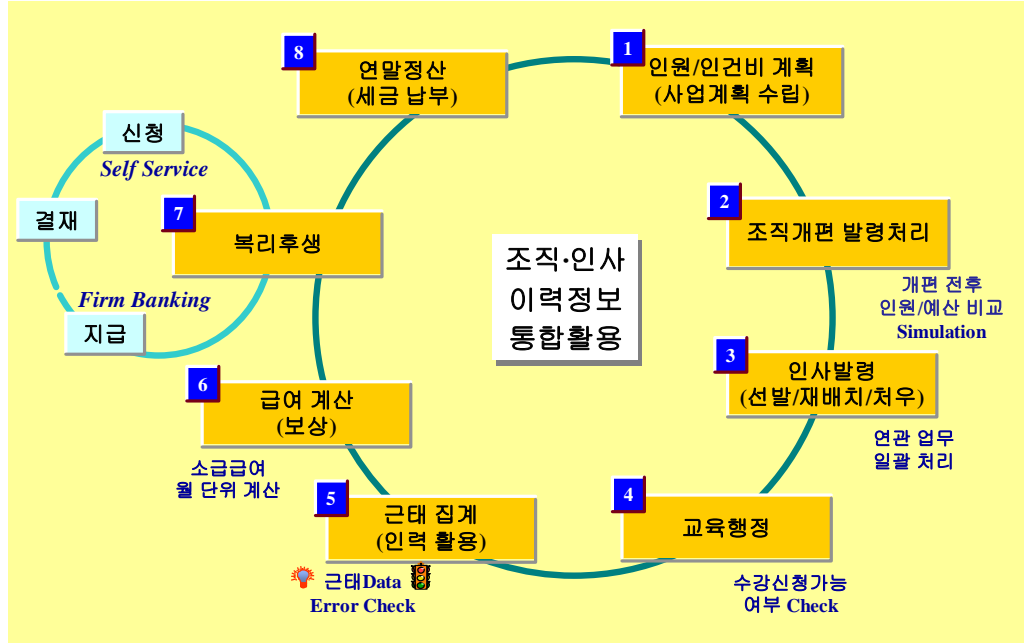 1
인원/인건비 계획
(사업계획 수립)
2
조직개편 발령처리
개편 전후
인원/예산 비교
Simulation
3
인사발령
(선발/재배치/처우)
연관 업무
일괄 처리
4
교육행정
수강신청가능
여부 Check
5
근태 집계
(인력 활용)
근태Data
Error Check
6
급여 계산
(보상)
소급급여
월 단위 계산
7
복리후생
신청
Self Service
결재
Firm Banking
지급
8
연말정산
(세금 납부)
조직·인사
이력정보
통합활용